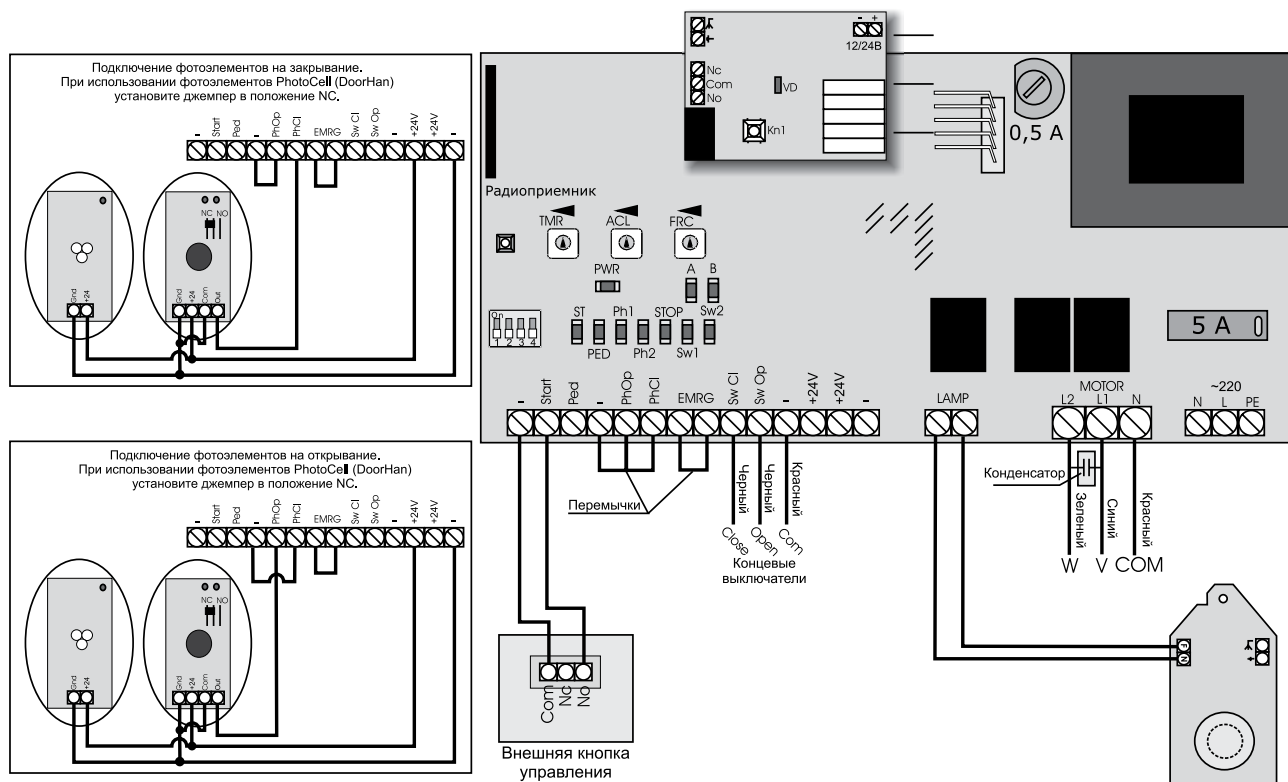 Подключение фотоэлементов на закрывание.
При использовании фотоэлементов PhotoCell (DoorHan)
установите джемпер в положение NC.
- Start Ped - PhOp PhCl EMRG Sw Cl Sw Op - +24V +24V -
NC NO
Gnd +24
Gnd +24 Com Out
Подключение фотоэлементов на открывание.
При использовании фотоэлементов PhotoCell (DoorHan)
установите джемпер в положение NC.
- Start Ped - PhOp PhCl EMRG Sw Cl Sw Op - +24V +24V -
NC NO
Gnd +24
Gnd +24 Com Out
- +
12/24В
Nc
Com
No
VD
Kn1
Радиоприемник
0,5 A
TMR ACL FRC
PWR A B
On
1 2 3 4
ST Ph1 STOP Sw2
PED Ph2 Sw1
5 A
- Start Ped - PhOp PhCl EMRG Sw Cl Sw Op - +24V +24V -
LAMP
MOTOR
L2 L1 N
~220
N L PE
Перемычки
Черный
Черный
Красный
Close
Open
Com
Концевые
выключатели
Конденсатор
Зеленый
Синий
Красный
W V COM
Com
Nc
No
Внешняя кнопка
управления
F
N